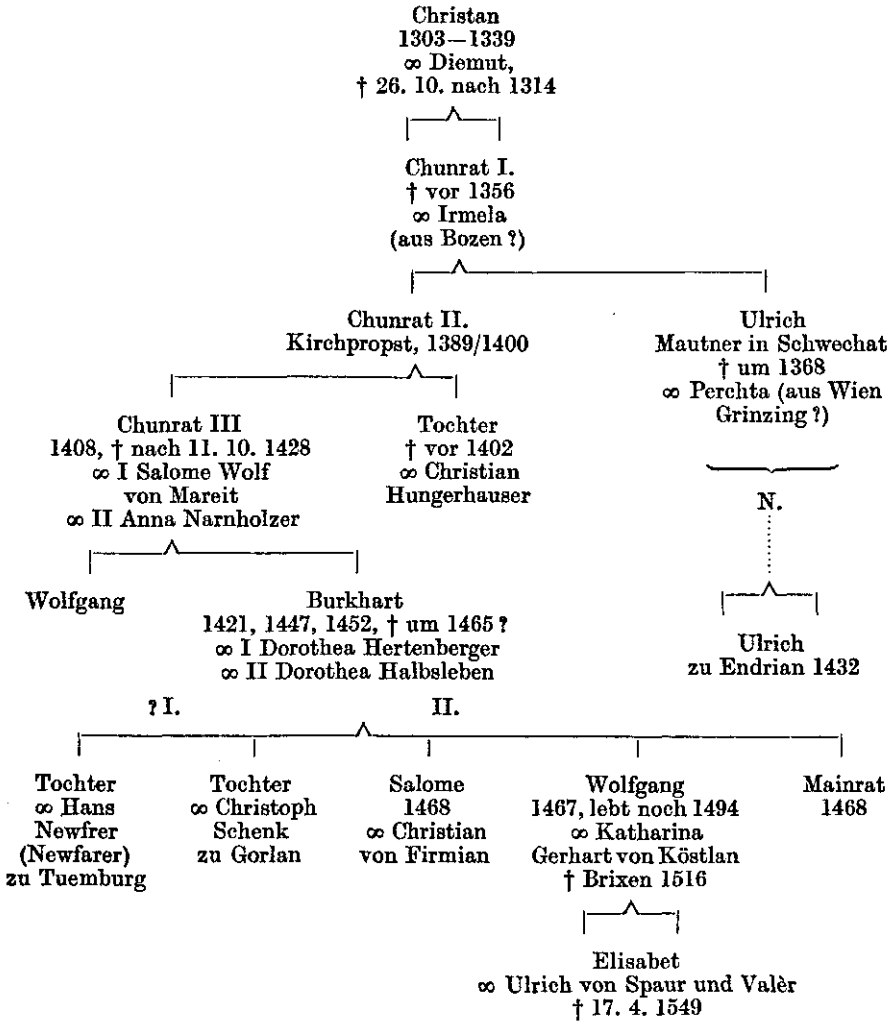 Christan
1303—1339
∞ Diemut,
† 26. 10. nach 1314
Chunrat I.
† vor 1356
∞ Irmela
(aus Bozen ?)
Chunrat II.
Kirchpropst, 1389/1400
Ulrich
Mautner in Schwechat
† um 1368
∞ Perchta (aus Wien
Grinzing ?)
Chunrat III
1408, † nach 11. 10. 1428
∞ I Salome Wolf
von Mareit
∞ II Anna Narnholzer
Tochter
† vor 1402
∞ Christian
Hungerhauser
N.
Wolfgang
Burkhart
1421, 1447, 1452, † um 1465 ?
∞ I Dorothea Hertenberger
∞ II Dorothea Halbsleben
Ulrich
zu Endrian 1432
? I.
II.
Tochter
∞ Hans
Newfrer
(Newfarer)
zu Tuemburg
Tochter
∞ Christoph
Schenk
zu Gorlan
Salome
1468
∞ Christian
von Firmian
Wolfgang
1467, lebt noch 1494
∞ Katharina
Gerhart von Köstlan
† Brixen 1516
Mainrat
1468
Elisabet
∞ Ulrich von Spaur und Valèr
† 17. 4. 1549